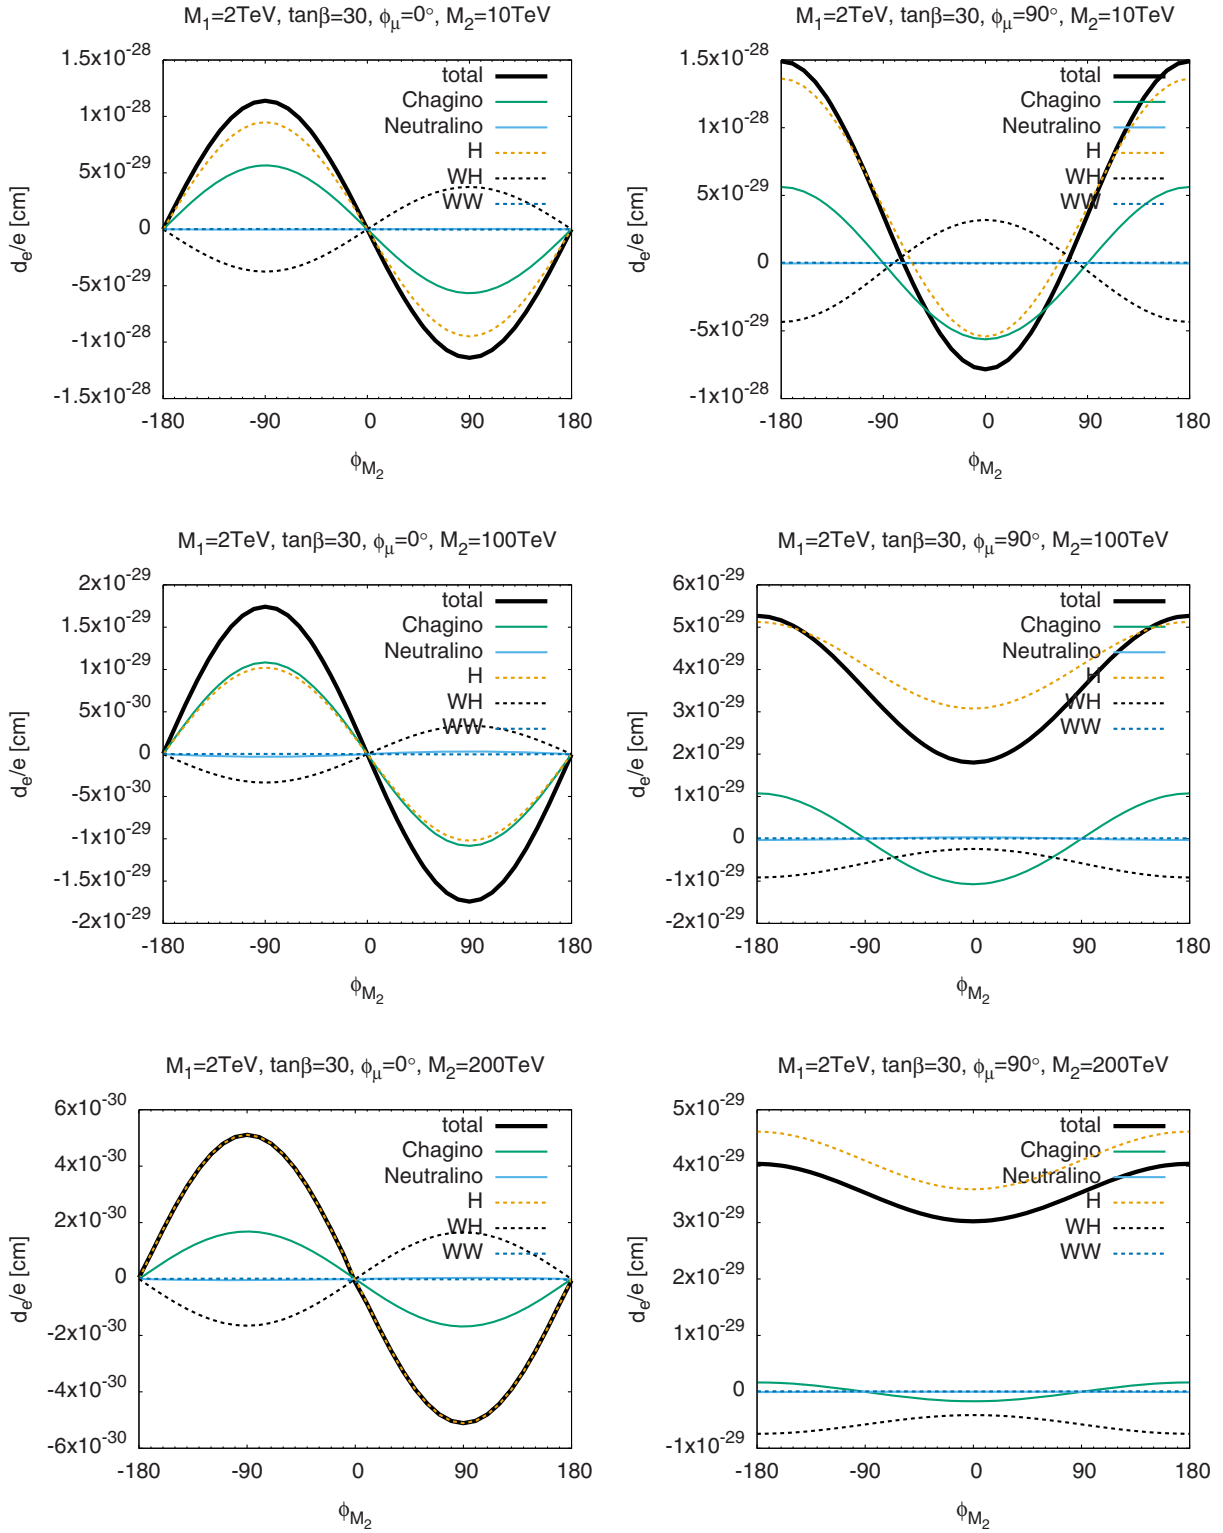 M₁=2TeV, tanβ=30, ϕμ=0°, M₂=10TeV
1.5x10⁻²⁸
1x10⁻²⁸
5x10⁻²⁹
0
-5x10⁻²⁹
-1x10⁻²⁸
-1.5x10⁻²⁸
dₑ/e [cm]
total
Chagino
Neutralino
H
WH
WW
-180 -90 0 90 180
ϕM₂
M₁=2TeV, tanβ=30, ϕμ=90°, M₂=10TeV
1.5x10⁻²⁸
1x10⁻²⁸
5x10⁻²⁹
0
-5x10⁻²⁹
-1x10⁻²⁸
dₑ/e [cm]
total
Chagino
Neutralino
H
WH
WW
-180 -90 0 90 180
ϕM₂
M₁=2TeV, tanβ=30, ϕμ=0°, M₂=100TeV
2x10⁻²⁹
1.5x10⁻²⁹
1x10⁻²⁹
5x10⁻³⁰
0
-5x10⁻³⁰
-1x10⁻²⁹
-1.5x10⁻²⁹
-2x10⁻²⁹
dₑ/e [cm]
total
Chagino
Neutralino
H
WH
WW
-180 -90 0 90 180
ϕM₂
M₁=2TeV, tanβ=30, ϕμ=90°, M₂=100TeV
6x10⁻²⁹
5x10⁻²⁹
4x10⁻²⁹
3x10⁻²⁹
2x10⁻²⁹
1x10⁻²⁹
0
-1x10⁻²⁹
-2x10⁻²⁹
dₑ/e [cm]
total
Chagino
Neutralino
H
WH
WW
-180 -90 0 90 180
ϕM₂
M₁=2TeV, tanβ=30, ϕμ=0°, M₂=200TeV
6x10⁻³⁰
4x10⁻³⁰
2x10⁻³⁰
0
-2x10⁻³⁰
-4x10⁻³⁰
-6x10⁻³⁰
dₑ/e [cm]
total
Chagino
Neutralino
H
WH
WW
-180 -90 0 90 180
ϕM₂
M₁=2TeV, tanβ=30, ϕμ=90°, M₂=200TeV
5x10⁻²⁹
4x10⁻²⁹
3x10⁻²⁹
4x10⁻²⁹
1x10⁻²⁹
0
-1x10⁻²⁹
dₑ/e [cm]
total
Chagino
Neutralino
H
WH
WW
-180 -90 0 90 180
ϕM₂